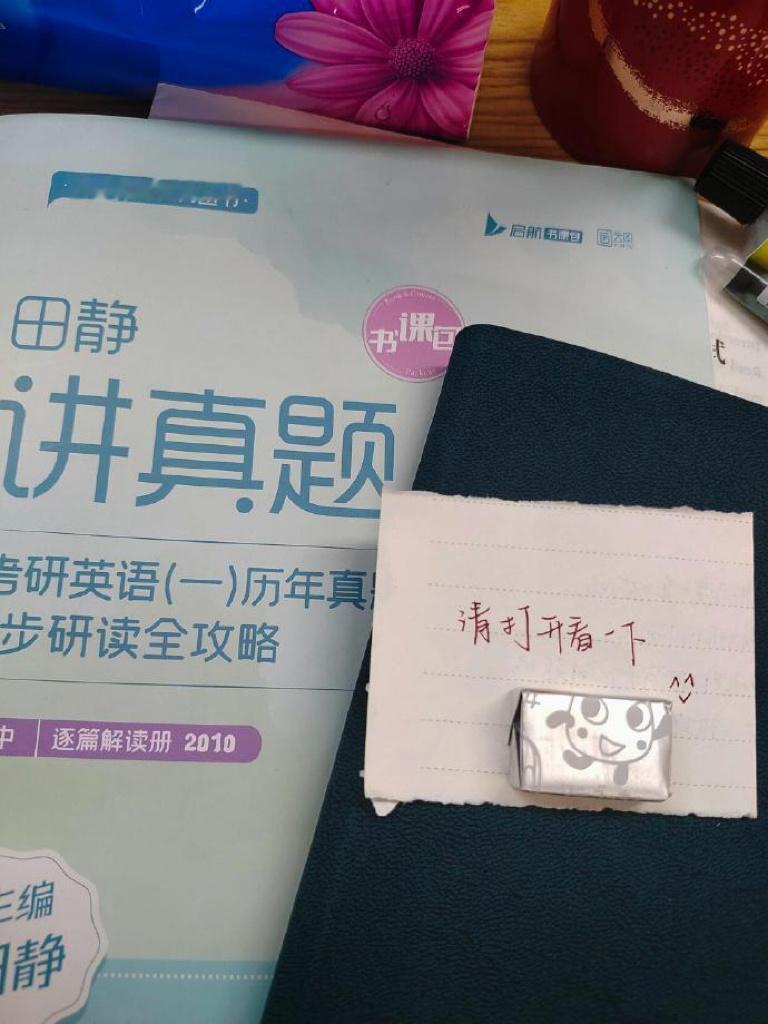 启航 书课包
田静
书课包
讲真题
考研英语(一)历年真题
步研读全攻略
请打开看一下
中 逐篇解读册 2010
主编
田静